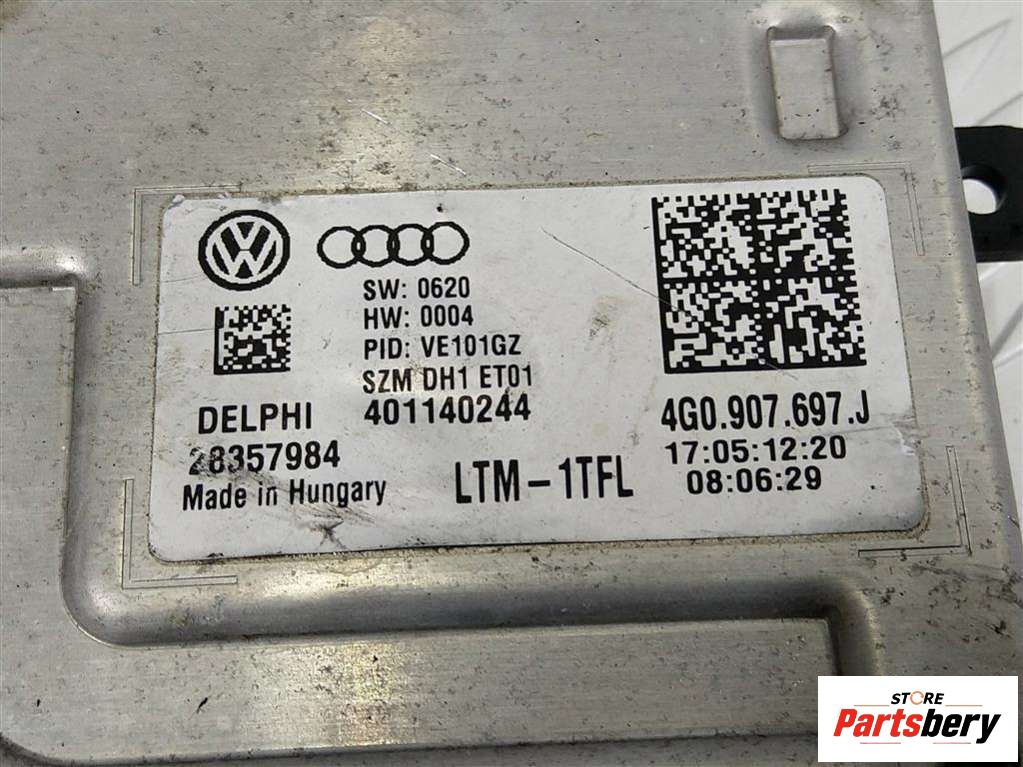 SW: 0620
HW: 0004
PID: VE101GZ
SZM DH1 ET01
DELPHI 401140244
28357984
Made in Hungary
LTM-1TFL
4G0.907.697.J
17:05:12:20
08:06:29
STORE
Partsbery